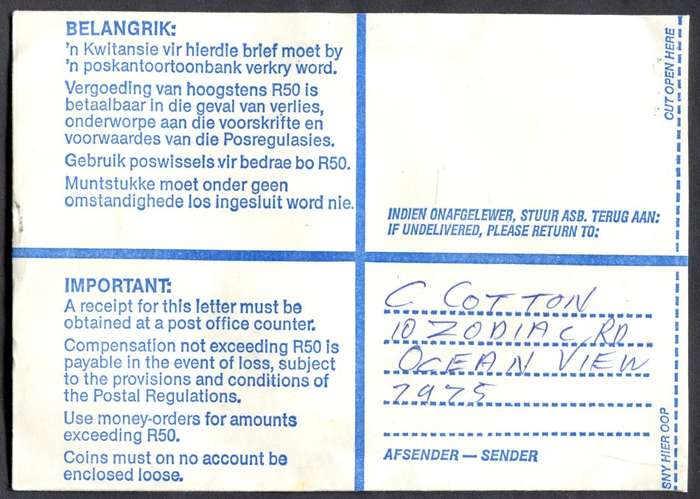 BELANGRIK:
'n Kwitansie vir hierdie brief moet by
'n poskantoortoonbank verkry word.
Vergoeding van hoogstens R50 is
betaalbaar in die geval van verlies,
onderworpe aan die voorskrifte en
voorwaardes van die Posregulasies.
Gebruik poswissels vir bedrae bo R50.
Muntstukke moet onder geen
omstandighede los ingesluit word nie.
INDIEN ONAFGELEWER, STUUR ASB. TERUG AAN:
IF UNDELIVERED, PLEASE RETURN TO:
CUT OPEN HERE
IMPORTANT:
A receipt for this letter must be
obtained at a post office counter.
Compensation not exceeding R50 is
payable in the event of loss, subject
to the provisions and conditions of
the Postal Regulations.
Use money-orders for amounts
exceeding R50.
Coins must on no account be
enclosed loose.
C COTTON
10 ZODIAC RD
OCEAN VIEW
7975
AFSENDER — SENDER
SNY HIER OOP